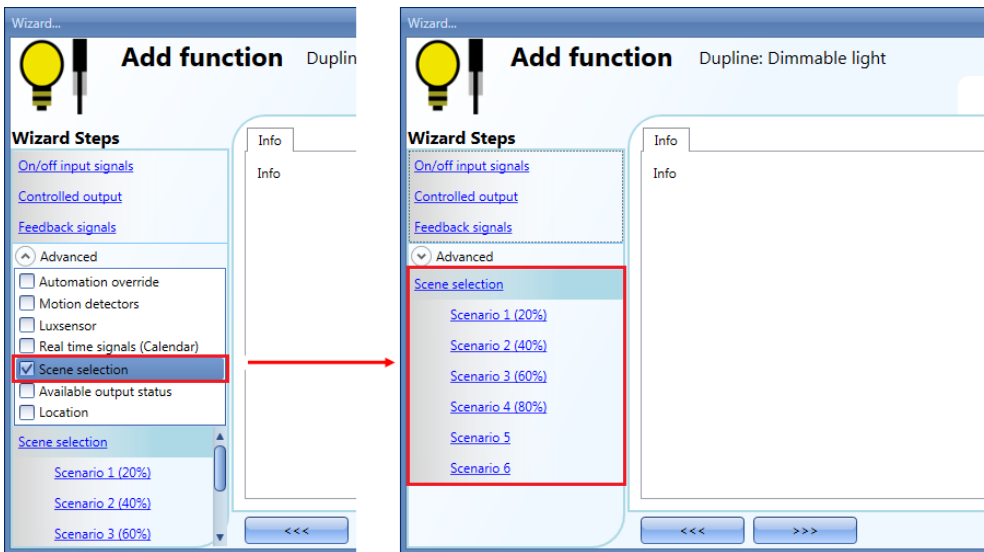 Wizard...
Add function Duplin
Wizard Steps
On/off input signals
Controlled output
Feedback signals
Advanced
Automation override
Motion detectors
Luxsensor
Real time signals (Calendar)
Scene selection
Available output status
Location
Scene selection
Scenario 1 (20%)
Scenario 2 (40%)
Scenario 3 (60%)
Info
Info
<<<
Wizard...
Add function Dupline: Dimmable light
Wizard Steps
On/off input signals
Controlled output
Feedback signals
Advanced
Scene selection
Scenario 1 (20%)
Scenario 2 (40%)
Scenario 3 (60%)
Scenario 4 (80%)
Scenario 5
Scenario 6
Info
Info
<<< >>>